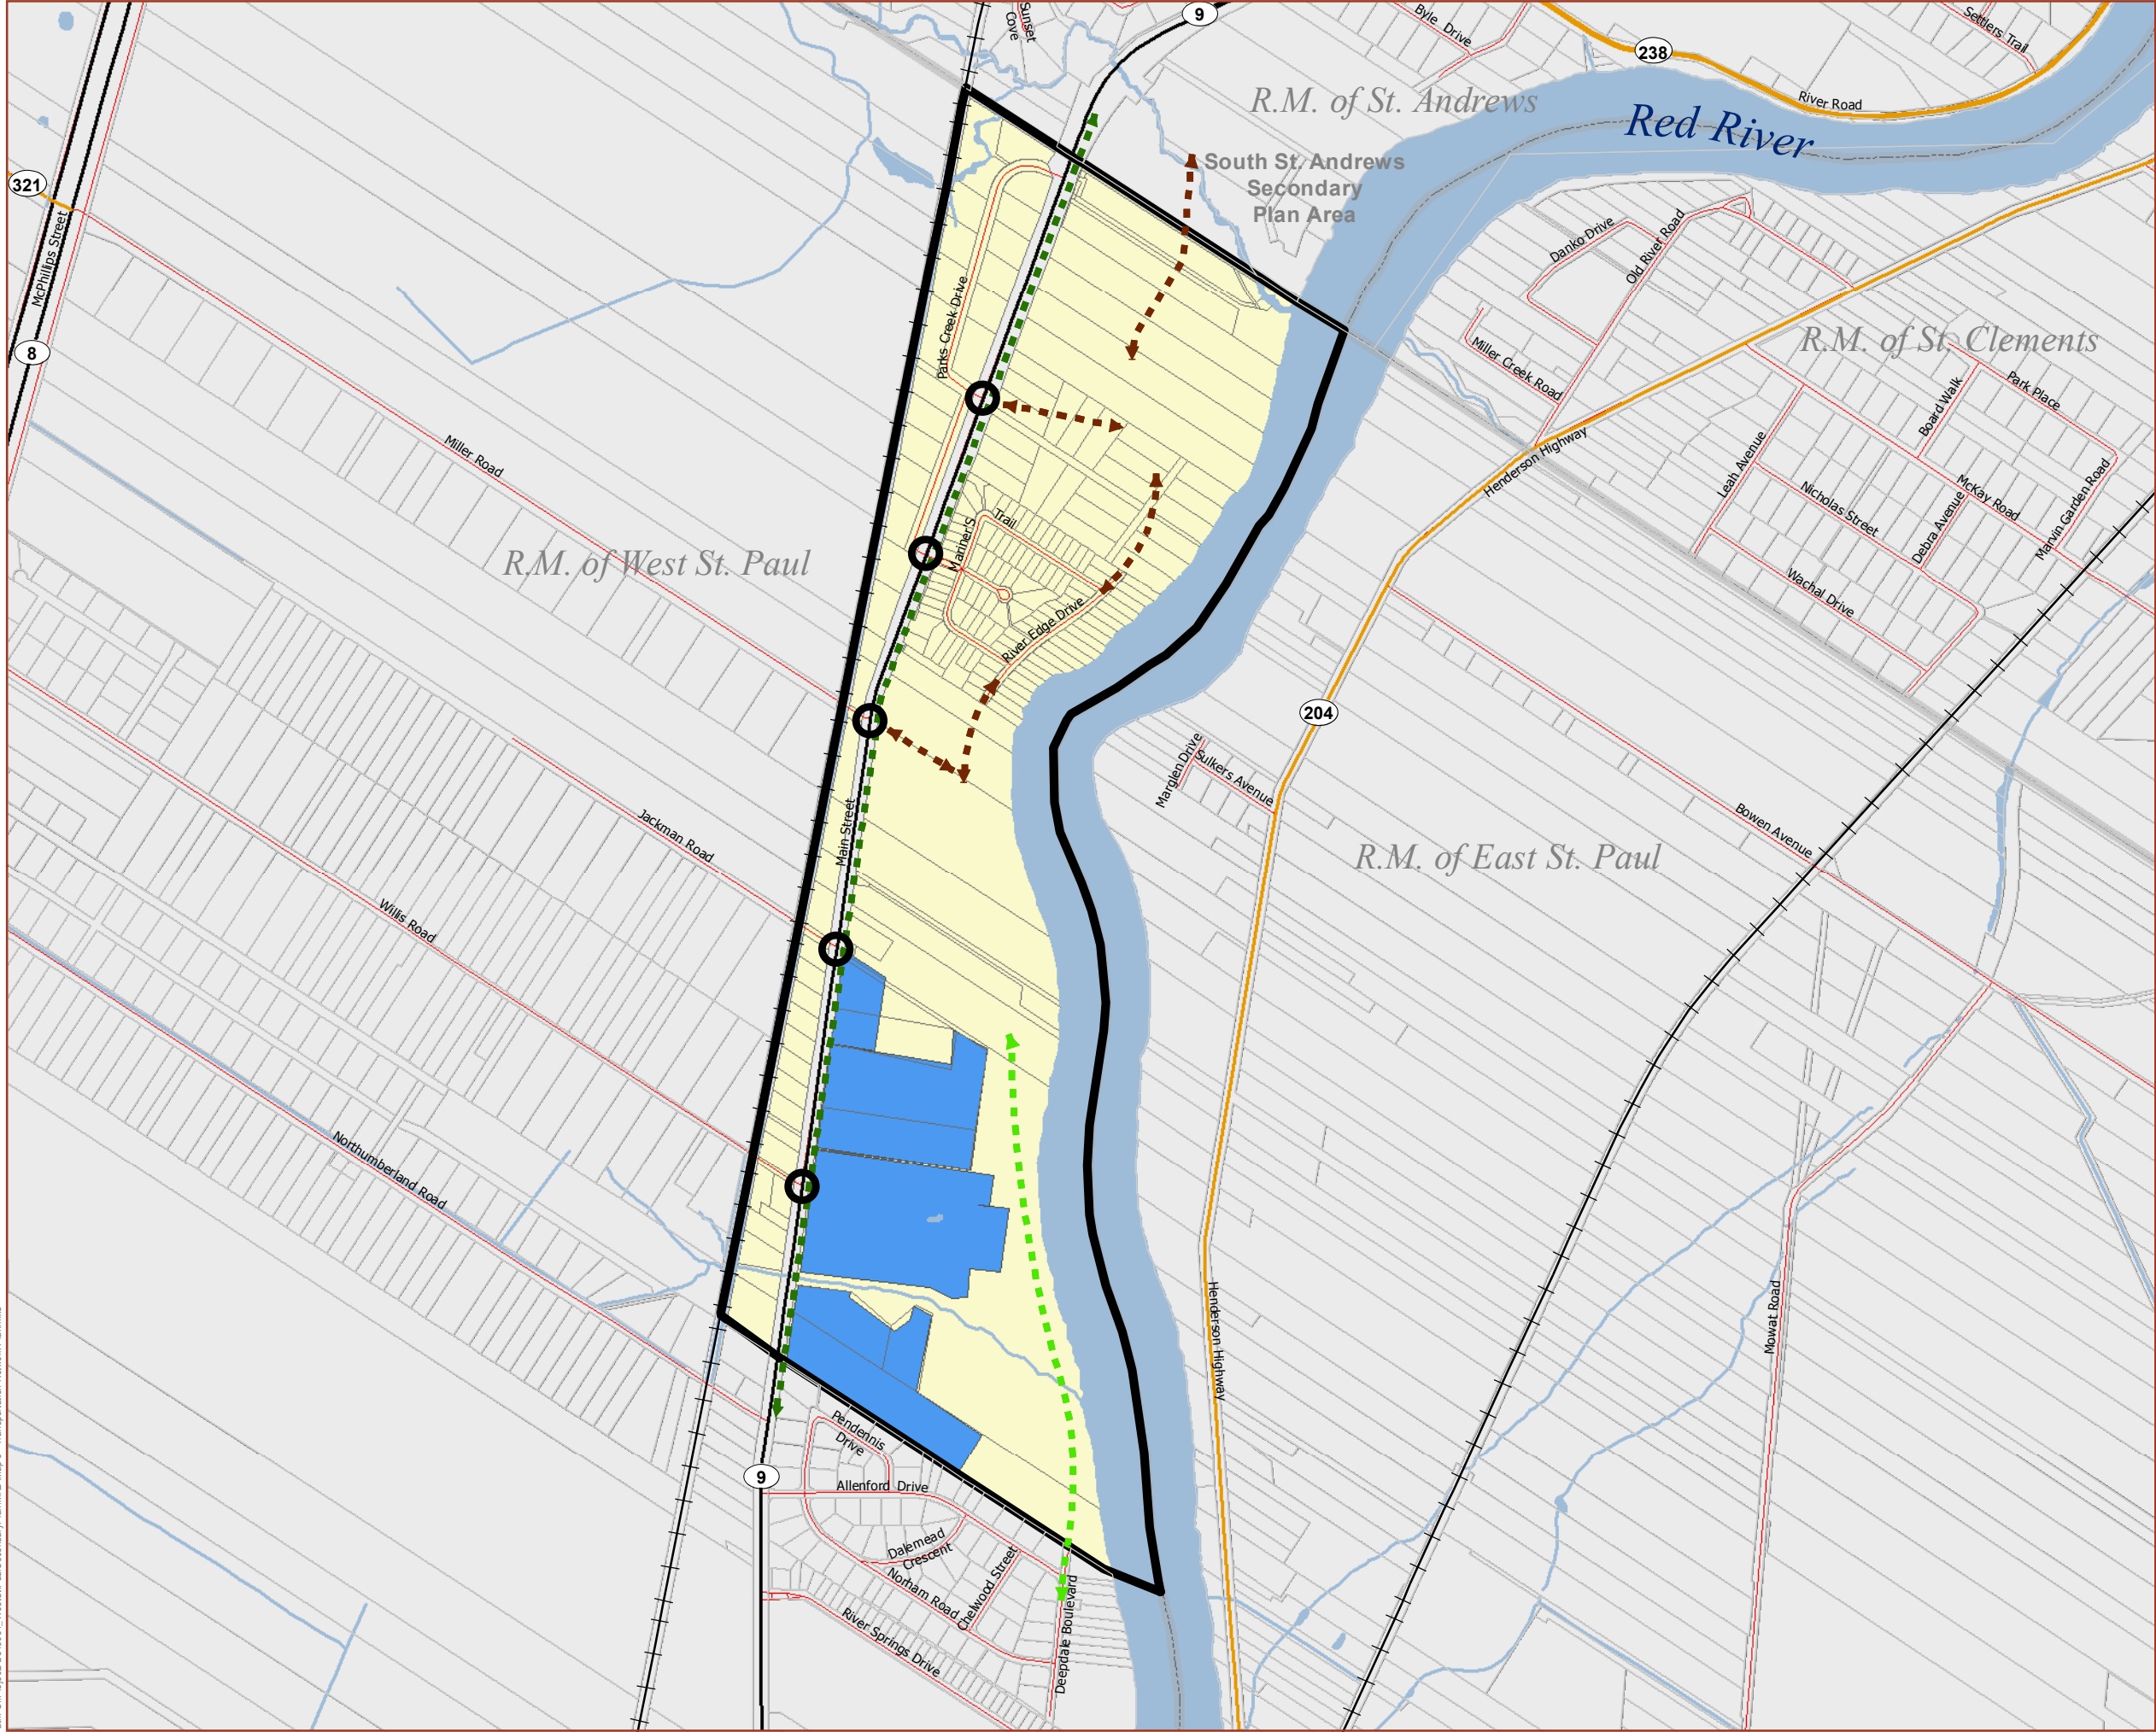 Sunset
Cove
9
Byle Drive
238
Settlers Trail
River Road
R.M. of St. Andrews
Red River
South St. Andrews
Secondary
Plan Area
321
McPhillips Street
8
Danko Drive
Old River Road
Parks Creek Drive
Miller Creek Road
R.M. of St. Clements
Park Place
Board Walk
Henderson Highway
Leah Avenue
Nicholas Street
McKay Road
Debra Avenue
Marvin Garden Road
Wachal Drive
Miller Road
R.M. of West St. Paul
Mariner'S
Trail
River Edge Drive
204
Marglen Drive
Sulkers Avenue
Main Street
Jackman Road
Bowen Avenue
R.M. of East St. Paul
Willis Road
Northumberland Road
Henderson Highway
Mowat Road
Pendennis
Drive
9
Allenford Drive
Dalemead
Crescent
Norham Road
Chelwood Street
Deepdale Boulevard
River Springs Drive